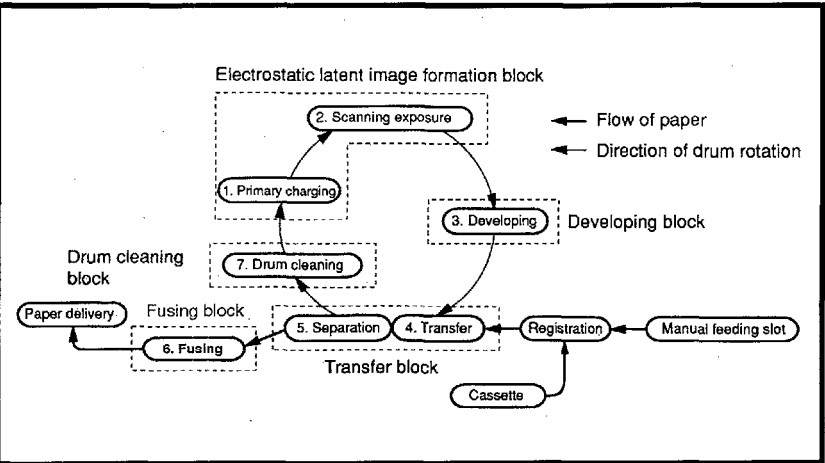 Electrostatic latent image formation block
2. Scanning exposure
Flow of paper
Direction of drum rotation
1. Primary charging
3. Developing
Developing block
Drum cleaning
block
7. Drum cleaning
Paper delivery
Fusing block
5. Separation
4. Transfer
Registration
Manual feeding slot
6. Fusing
Transfer block
Cassette